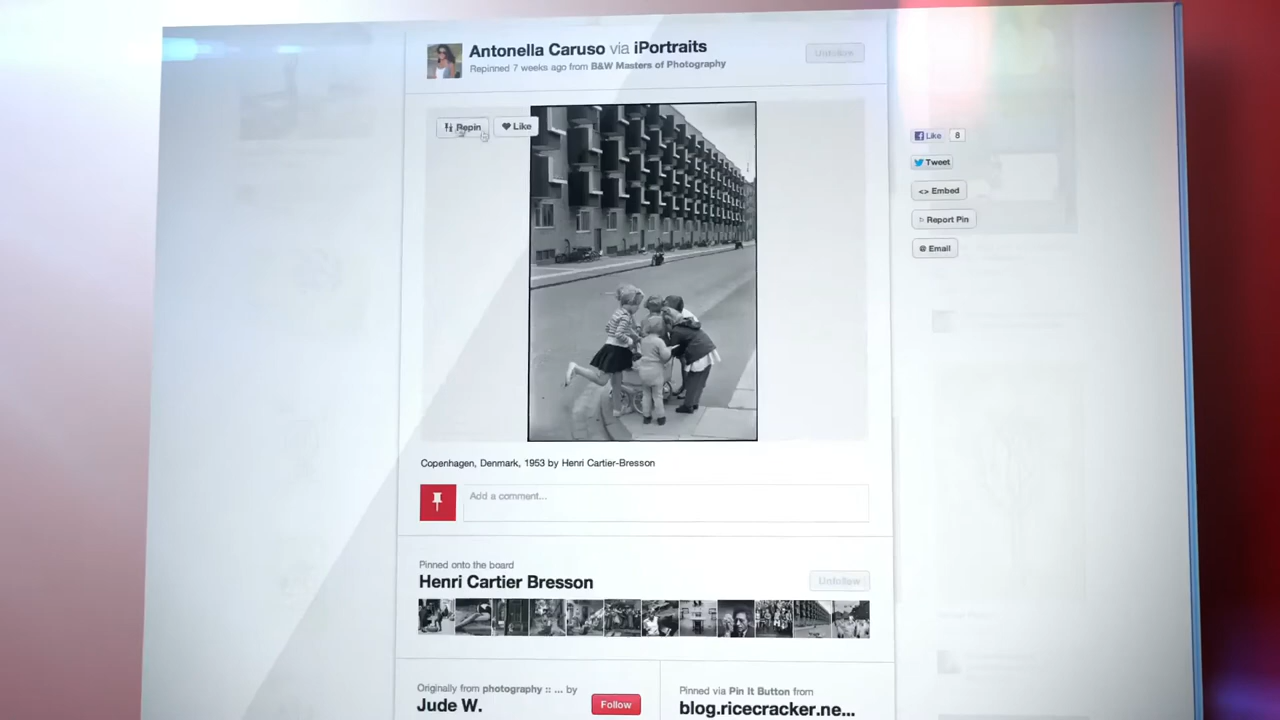 Antonella Caruso via iPortraits
Repinned 7 weeks ago from B&W Masters of Photography
Unfollow
Repin
Like
Like 8
Tweet
<> Embed
Report Pin
@ Email
Copenhagen, Denmark, 1953 by Henri Cartier-Bresson
Add a comment...
Pinned onto the board
Henri Cartier Bresson
Unfollow
Originally from photography :: ... by
Jude W.
Follow
Pinned via Pin It Button from
blog.ricecracker.ne...